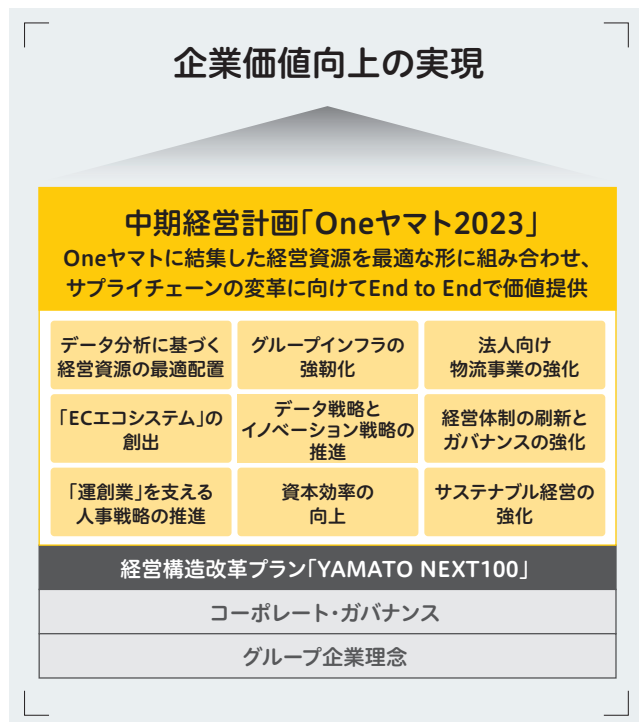 企業価値向上の実現
中期経営計画「Oneヤマト2023」
Oneヤマトに結集した経営資源を最適な形に組み合わせ、
サプライチェーンの変革に向けてEnd to Endで価値提供
データ分析に基づく
経営資源の最適配置
グループインフラの
強靭化
法人向け
物流事業の強化
「ECエコシステム」の
創出
データ戦略と
イノベーション戦略の
推進
経営体制の刷新と
ガバナンスの強化
「運創業」を支える
人事戦略の推進
資本効率の
向上
サステナブル経営の
強化
経営構造改革プラン「YAMATO NEXT100」
コーポレート・ガバナンス
グループ企業理念